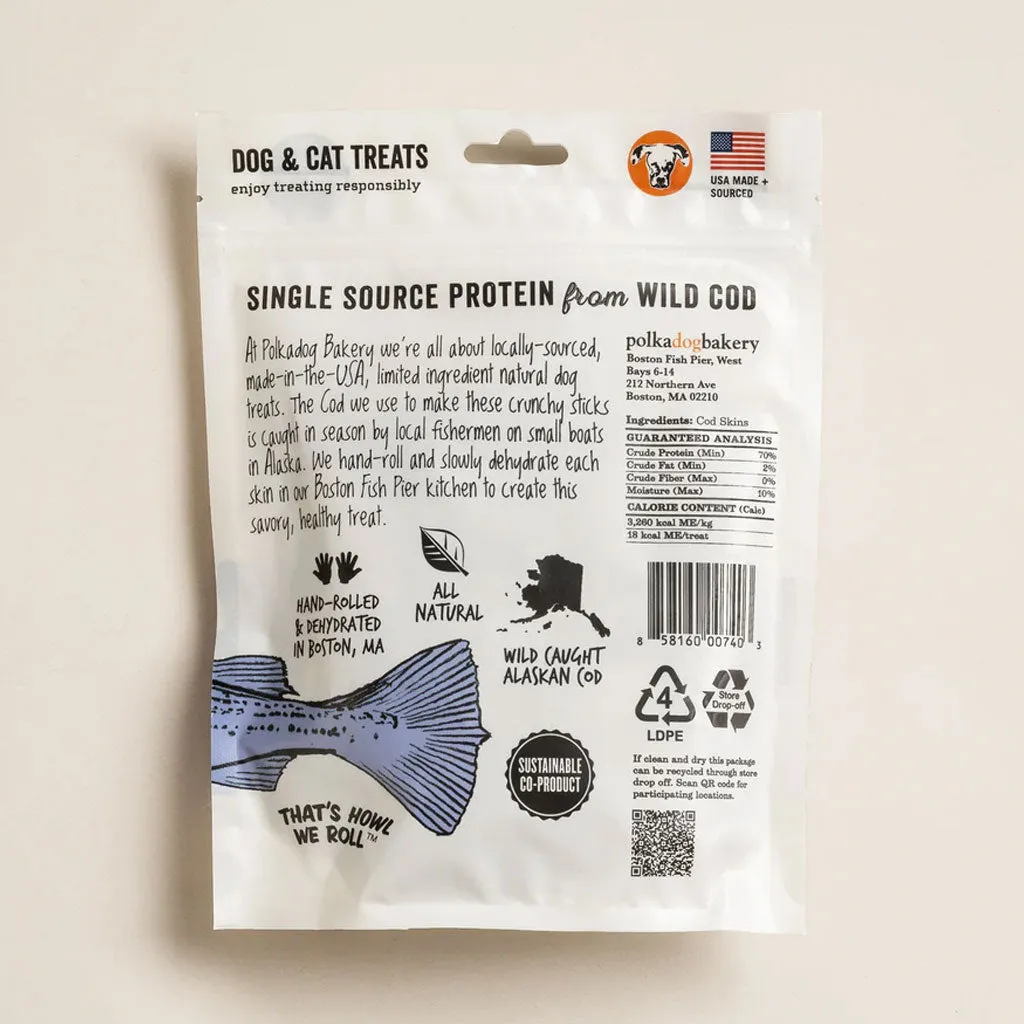 DOG & CAT TREATS
enjoy treating responsibly
USA MADE +
SOURCED
SINGLE SOURCE PROTEIN from WILD COD
At Polkadog Bakery we're all about locally-sourced,
made-in-the-USA, limited ingredient natural dog
treats. The Cod we use to make these crunchy sticks
is caught in season by local fishermen on small boats
in Alaska. We hand-roll and slowly dehydrate each
skin in our Boston Fish Pier kitchen to create this
savory, healthy treat.
polkadogbakery
Boston Fish Pier, West
Bays 6-14
212 Northern Ave
Boston, MA 02210
Ingredients: Cod Skins
GUARANTEED ANALYSIS
Crude Protein (Min) 70%
Crude Fat (Min) 2%
Crude Fiber (Max) 0%
Moisture (Max) 10%
CALORIE CONTENT (Calc)
3,260 kcal ME/kg
18 kcal ME/treat
HAND-ROLLED
& DEHYDRATED
IN BOSTON, MA
ALL
NATURAL
WILD CAUGHT
ALASKAN COD
8 58160 00740 3
4
LDPE
Store
Drop-off
SUSTAINABLE
CO-PRODUCT
If clean and dry this package
can be recycled through store
drop off. Scan QR code for
participating locations.
THAT'S HOWL
WE ROLL™